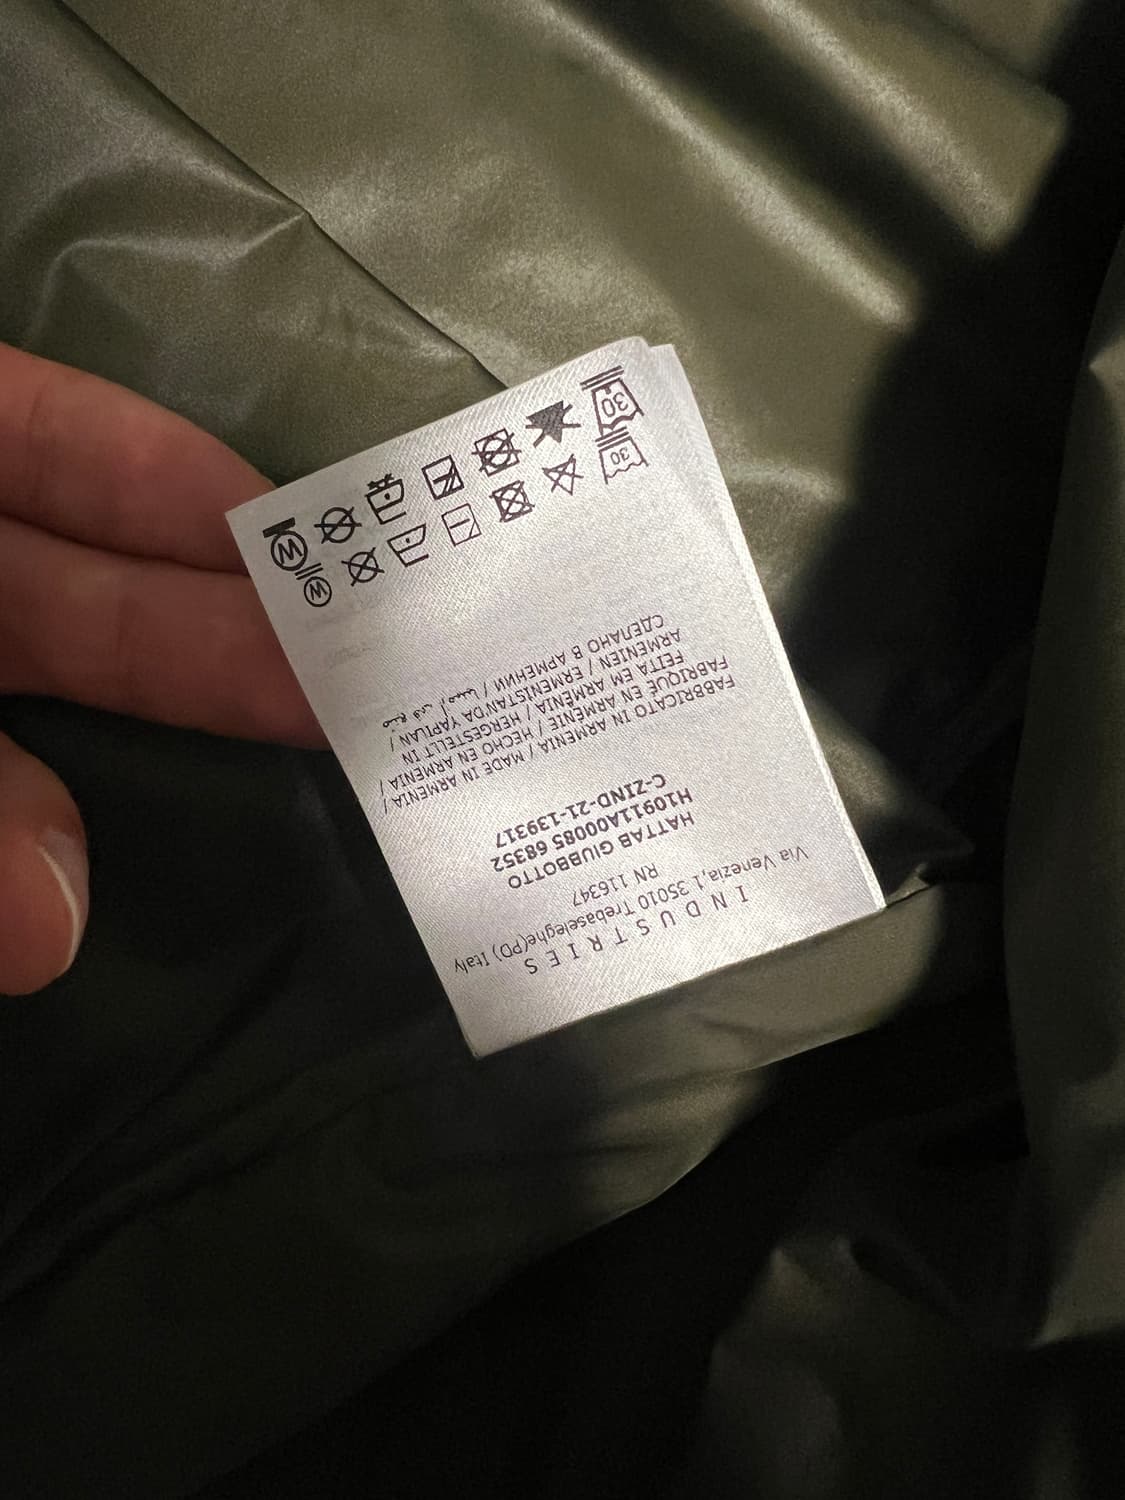 INDUSTRIES
Via Venezia,1 35010 Trebaseleghe(PD) Italy
RN 116347
HATTAB GIUBBOTTO
H10911A00085 68352
C-ZIND-21-139317
FABBRICATO IN ARMENIA / MADE IN ARMENIA /
FABRIQUÉ EN ARMÉNIE / HECHO EN ARMENIA /
FEITA EM ARMÊNIA / HERGESTELLT IN
ARMENIEN / ERMENISTAN'DA YAPILAN /
СДЕЛАНО В АРМЕНИИ / صنع في
30 W
30 W